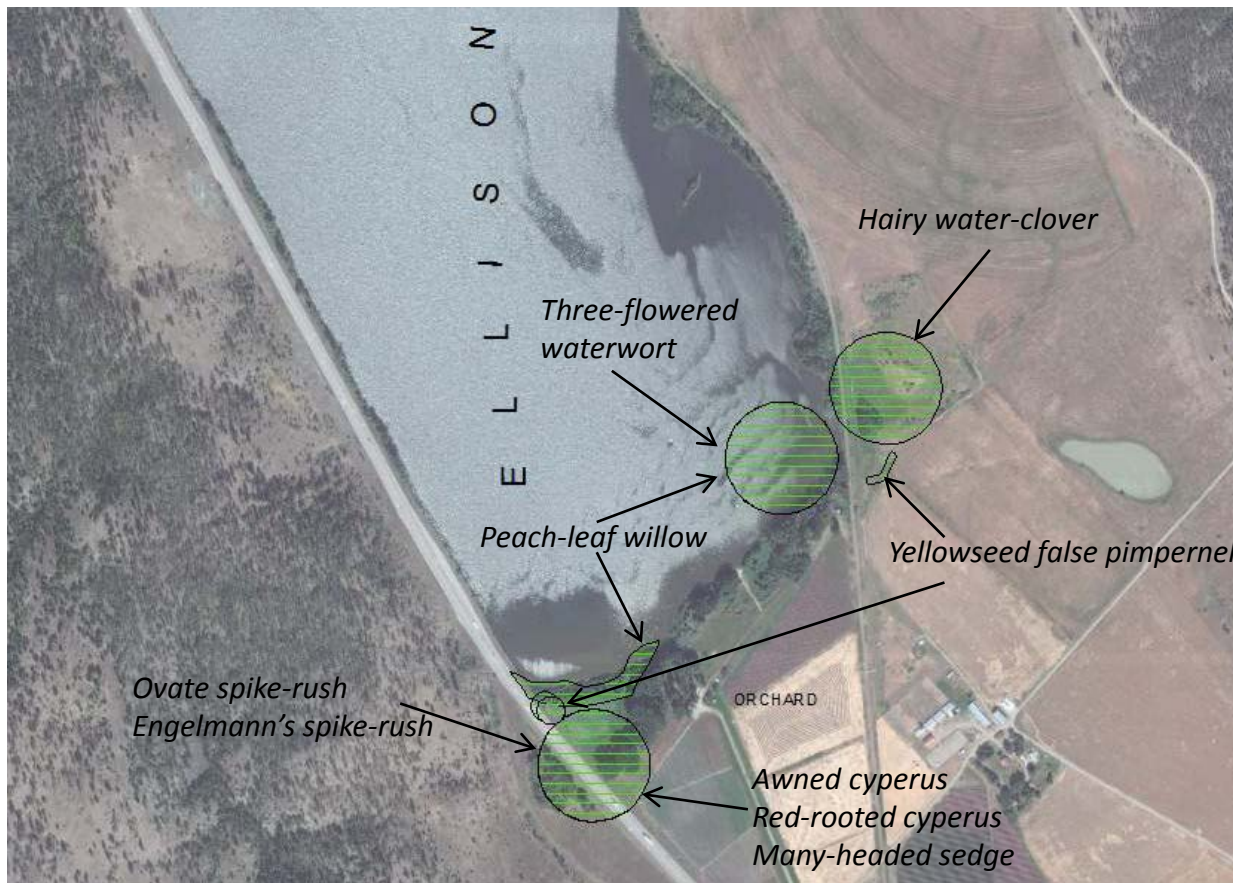 ELLISON
Hairy water-clover
Three-flowered
waterwort
Peach-leaf willow
Yellowseed false pimpernel
Ovate spike-rush
Engelmann’s spike-rush
ORCHARD
Awned cyperus
Red-rooted cyperus
Many-headed sedge